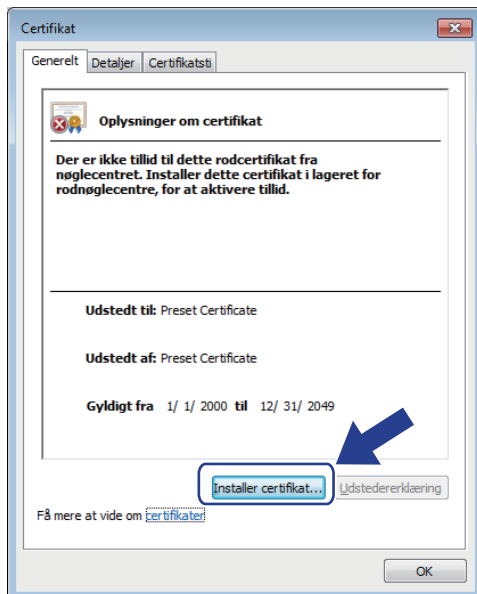 Certifikat
Generelt Detaljer Certifikatsti
Oplysninger om certifikat
Der er ikke tillid til dette rodcertifikat fra
nøglecentret. Installer dette certifikat i lageret for
rodnøglecentre, for at aktivere tillid.
Udstedt til: Preset Certificate
Udstedt af: Preset Certificate
Gyldigt fra 1/ 1/ 2000 til 12/ 31/ 2049
Installer certifikat... Udstedererklæring
Få mere at vide om certifikater
OK